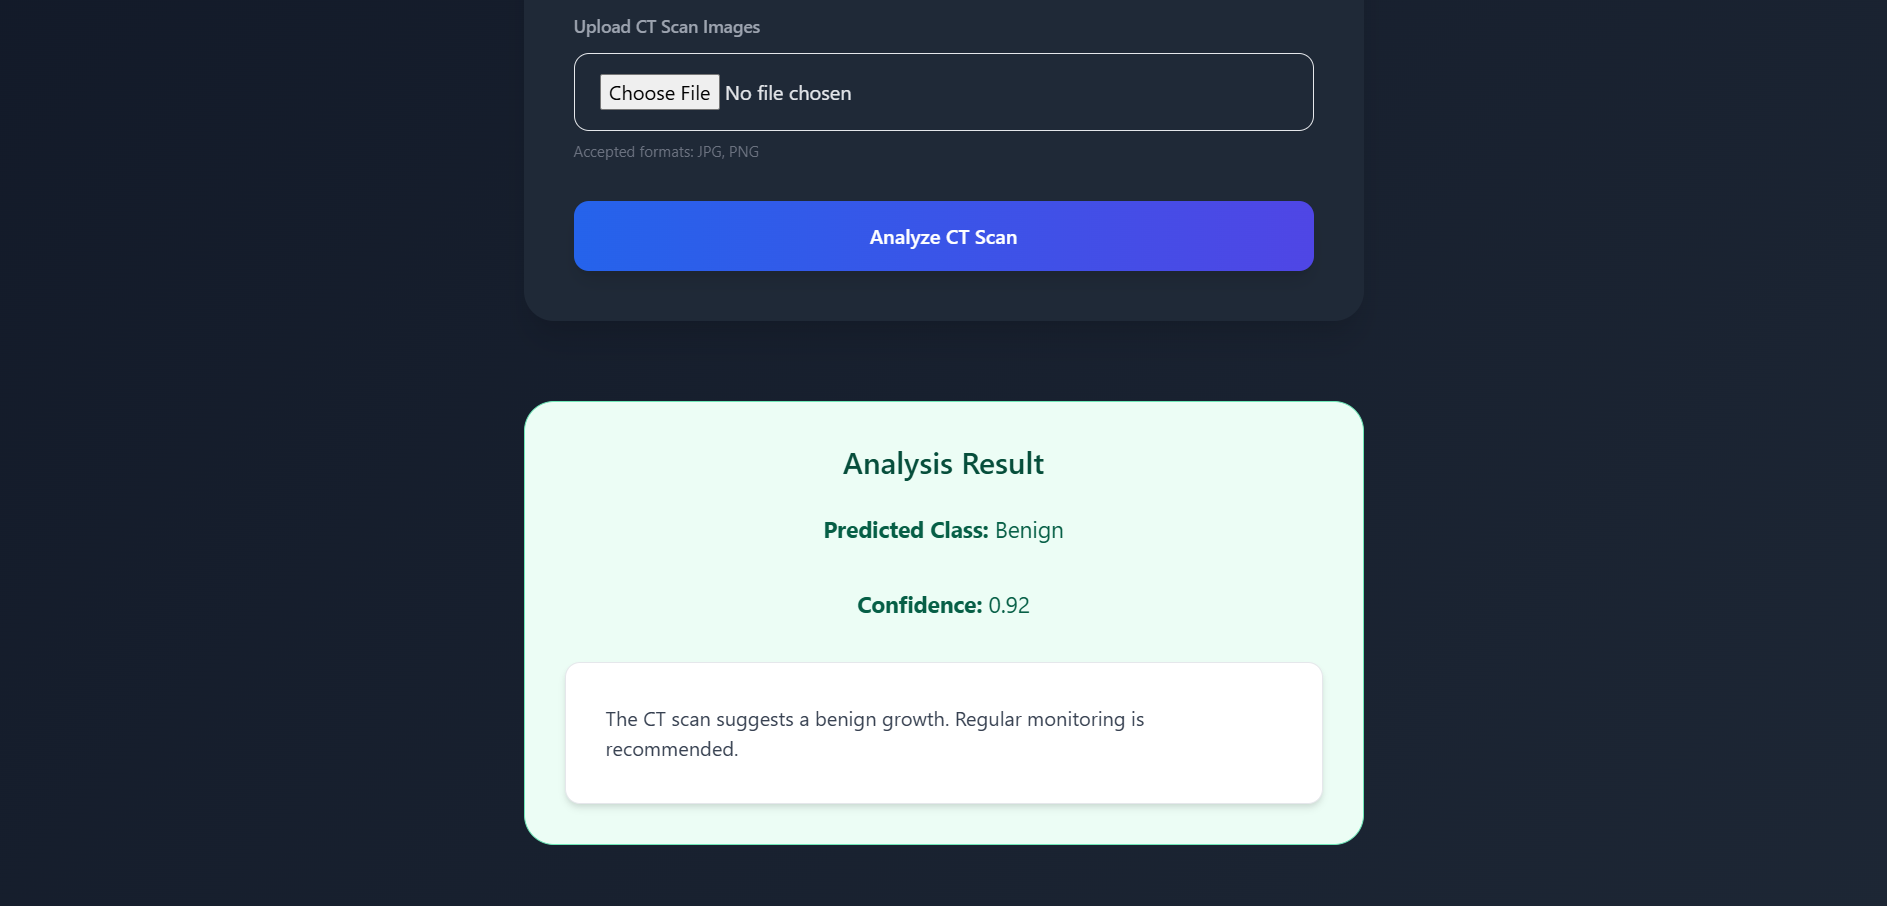 Upload CT Scan Images
Choose File No file chosen
Accepted formats: JPG, PNG
Analyze CT Scan
Analysis Result
Predicted Class: Benign
Confidence: 0.92
The CT scan suggests a benign growth. Regular monitoring is
recommended.